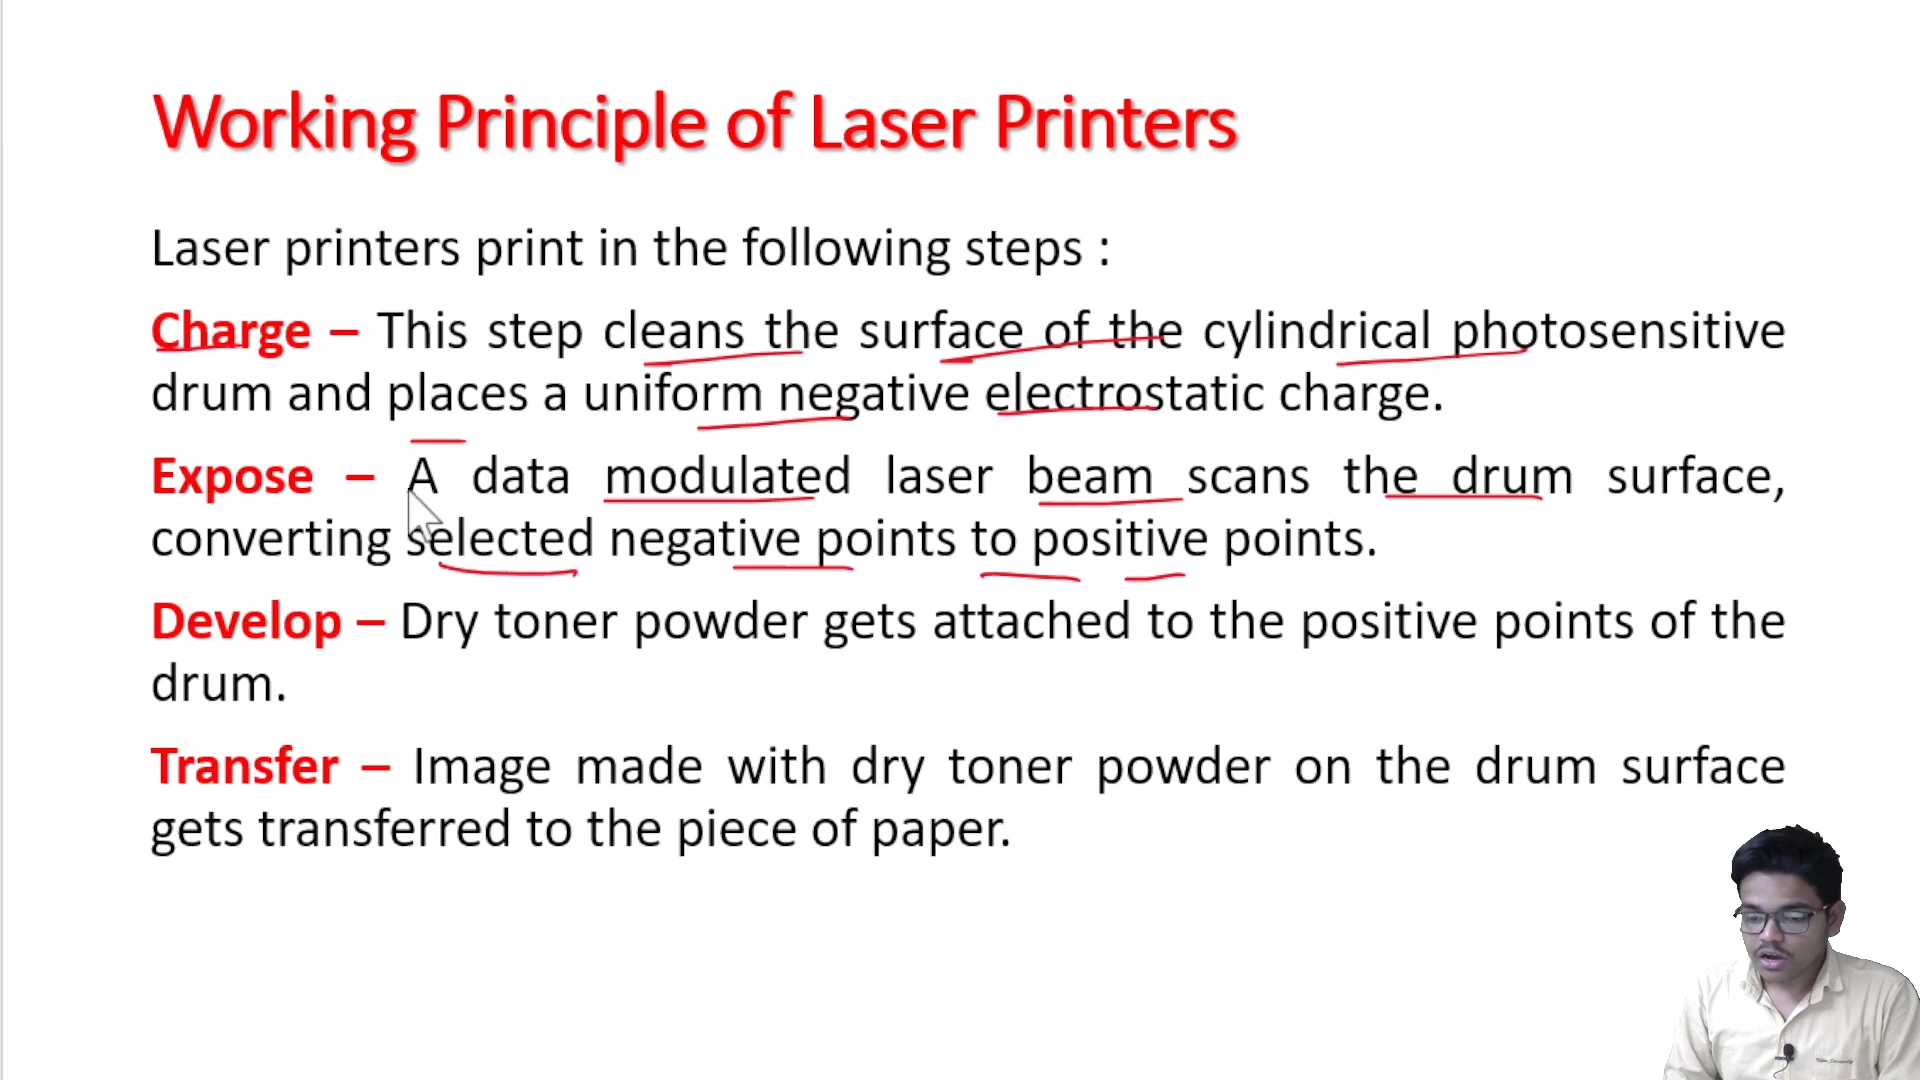 Working Principle of Laser Printers
Laser printers print in the following steps :
Charge – This step cleans the surface of the cylindrical photosensitive
drum and places a uniform negative electrostatic charge.
Expose – A data modulated laser beam scans the drum surface,
converting selected negative points to positive points.
Develop – Dry toner powder gets attached to the positive points of the
drum.
Transfer – Image made with dry toner powder on the drum surface
gets transferred to the piece of paper.